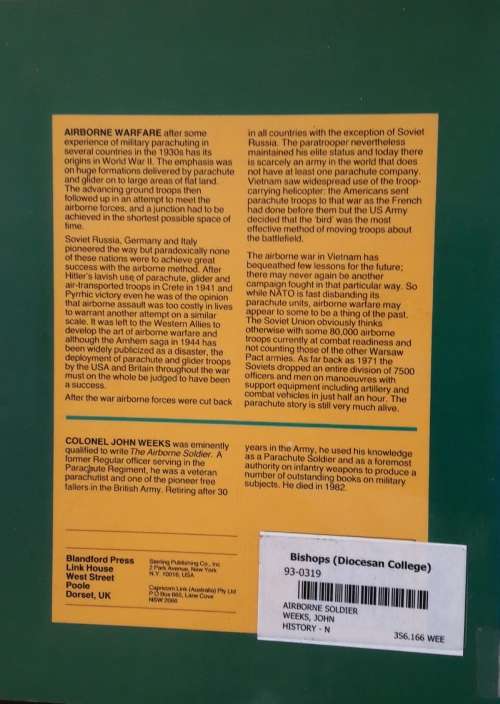 AIRBORNE WARFARE after some
experience of military parachuting in
several countries in the 1930s has its
origins in World War II. The emphasis was
on huge formations delivered by parachute
and glider on to large areas of flat land.
The advancing ground troops then
followed up in an attempt to meet the
airborne forces, and a junction had to be
achieved in the shortest possible space of
time.
Soviet Russia, Germany and Italy
pioneered the way but paradoxically none
of these nations were to achieve great
success with the airborne method. After
Hitler's lavish use of parachute, glider and
air-transported troops in Crete in 1941 and
Pyrrhic victory even he was of the opinion
that airborne assault was too costly in lives
to warrant another attempt on a similar
scale. It was left to the Western Allies to
develop the art of airborne warfare and
although the Arnhem saga in 1944 has
been widely publicized as a disaster, the
deployment of parachute and glider troops
by the USA and Britain throughout the war
must on the whole be judged to have been
a success.
After the war airborne forces were cut back
in all countries with the exception of Soviet
Russia. The paratrooper nevertheless
maintained his elite status and today there
is scarcely an army in the world that does
not have at least one parachute company.
Vietnam saw widespread use of the troop-
carrying helicopter: the Americans sent
parachute troops to that war as the French
had done before them but the US Army
decided that the 'bird' was the most
effective method of moving troops about
the battlefield.
The airborne war in Vietnam has
bequeathed few lessons for the future;
there may never again be another
campaign fought in that particular way. So
while NATO is fast disbanding its
parachute units, airborne warfare may
appear to some to be a thing of the past.
The Soviet Union obviously thinks
otherwise with some 80,000 airborne
troops currently at combat readiness and
not counting those of the other Warsaw
Pact armies. As far back as 1971 the
Soviets dropped an entire division of 7500
officers and men on manoeuvres with
support equipment including artillery and
combat vehicles in just half an hour. The
parachute story is still very much alive.
COLONEL JOHN WEEKS was eminently
qualified to write The Airborne Soldier. A
former Regular officer serving in the
Parachute Regiment, he was a veteran
parachutist and one of the pioneer free
fallers in the British Army. Retiring after 30
years in the Army, he used his knowledge
as a Parachute Soldier and as a foremost
authority on infantry weapons to produce a
number of outstanding books on military
subjects. He died in 1982.
Blandford Press
Link House
West Street
Poole
Dorset, UK
Sterling Publishing Co., Inc
2 Park Avenue, New York
N.Y. 10016, USA
Capricorn Link (Australia) Pty Ltd
P O Box 665, Lane Cove
NSW 2066
Bishops (Diocesan College)
93-0319
AIRBORNE SOLDIER
WEEKS, JOHN
HISTORY - N
356.166 WEE